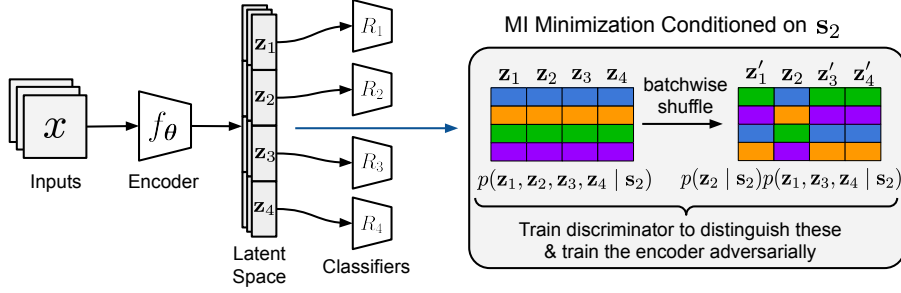 x
Inputs
f_θ
Encoder
z₁
z₂
z₃
z₄
Latent
Space
R₁
R₂
R₃
R₄
Classifiers
MI Minimization Conditioned on s₂
z₁ z₂ z₃ z₄
batchwise
shuffle
z′₁ z₂ z′₃ z′₄
p(z₁, z₂, z₃, z₄ | s₂)
p(z₂ | s₂)p(z₁, z₃, z₄ | s₂)
Train discriminator to distinguish these
& train the encoder adversarially